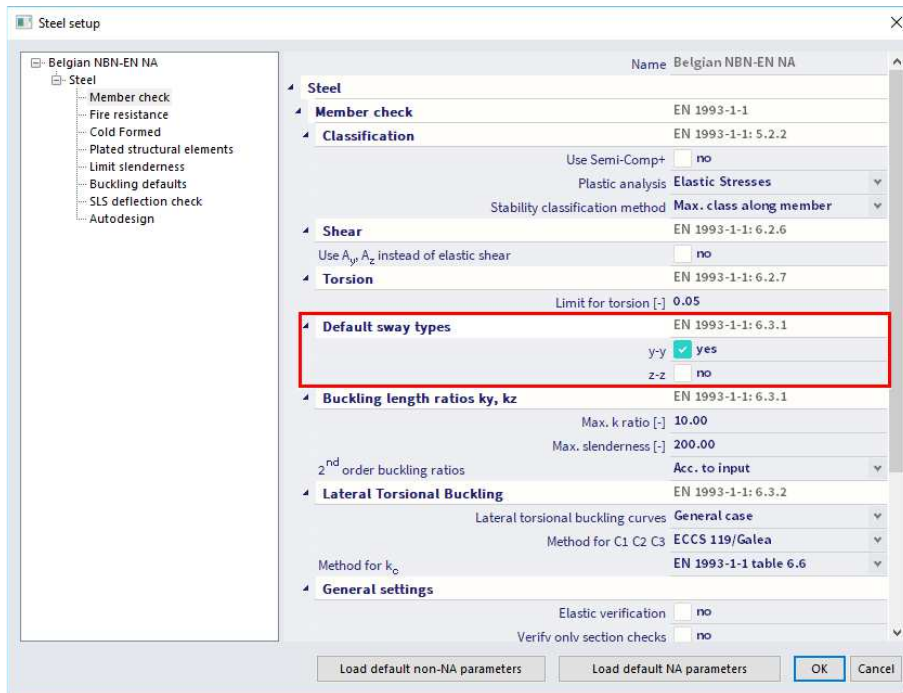 Steel setup
Belgian NBN-EN NA
Steel
Member check
Fire resistance
Cold Formed
Plated structural elements
Limit slenderness
Buckling defaults
SLS deflection check
Autodesign
Name Belgian NBN-EN NA
Steel
Member check EN 1993-1-1
Classification EN 1993-1-1: 5.2.2
Use Semi-Comp+ no
Plastic analysis Elastic Stresses
Stability classification method Max. class along member
Shear EN 1993-1-1: 6.2.6
Use Ay, Az instead of elastic shear no
Torsion EN 1993-1-1: 6.2.7
Limit for torsion [-] 0.05
Default sway types EN 1993-1-1: 6.3.1
y-y yes
z-z no
Buckling length ratios ky, kz EN 1993-1-1: 6.3.1
Max. k ratio [-] 10.00
Max. slenderness [-] 200.00
2nd order buckling ratios Acc. to input
Lateral Torsional Buckling EN 1993-1-1: 6.3.2
Lateral torsional buckling curves General case
Method for C1 C2 C3 ECCS 119/Galea
Method for kc EN 1993-1-1 table 6.6
General settings
Elastic verification no
Verify only section checks no
Load default non-NA parameters Load default NA parameters OK Cancel